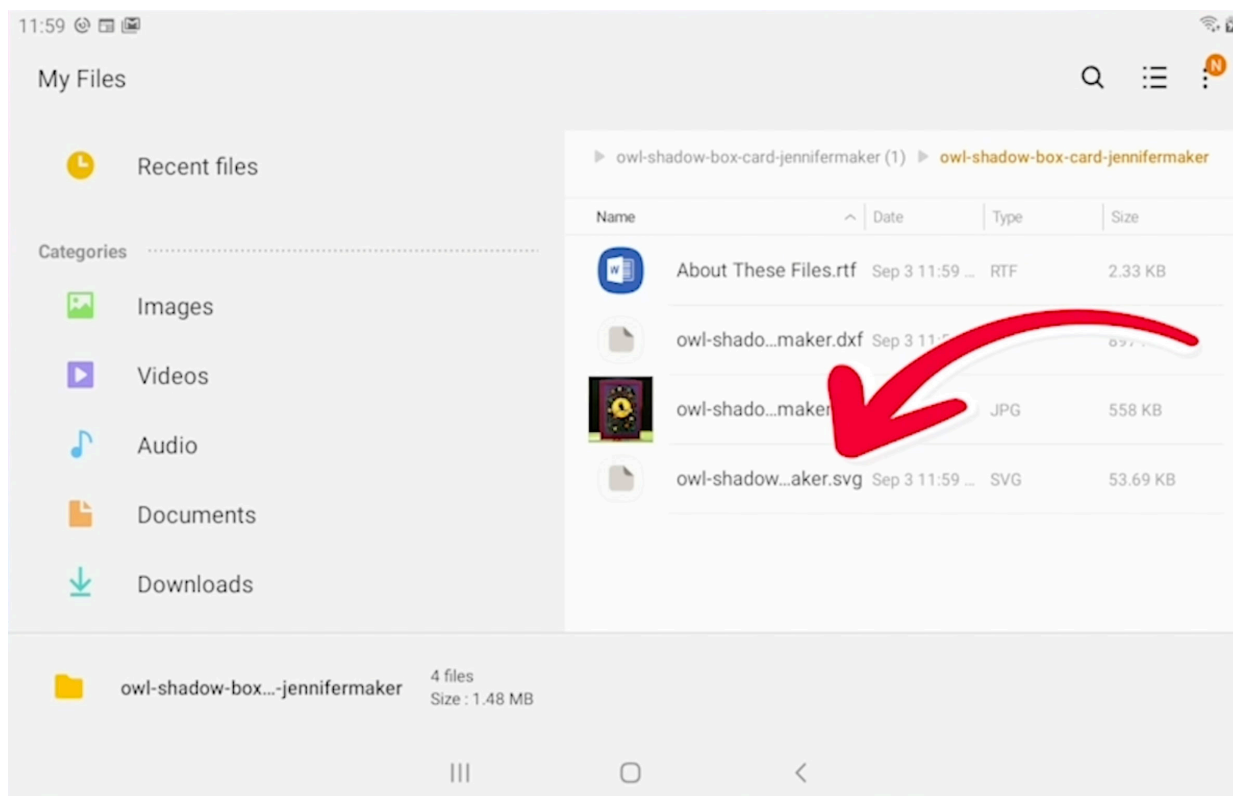 11:59
My Files
N
Recent files
Categories
Images
Videos
Audio
Documents
Downloads
owl-shadow-box-card-jennifermaker (1) owl-shadow-box-card-jennifermaker
Name Date Type Size
W About These Files.rtf Sep 3 11:59 ... RTF 2.33 KB
owl-shado...maker.dxf Sep 3
owl-shado...maker JPG 558 KB
owl-shadow...aker.svg Sep 3 11:59 ... SVG 53.69 KB
owl-shadow-box...-jennifermaker
4 files
Size : 1.48 MB